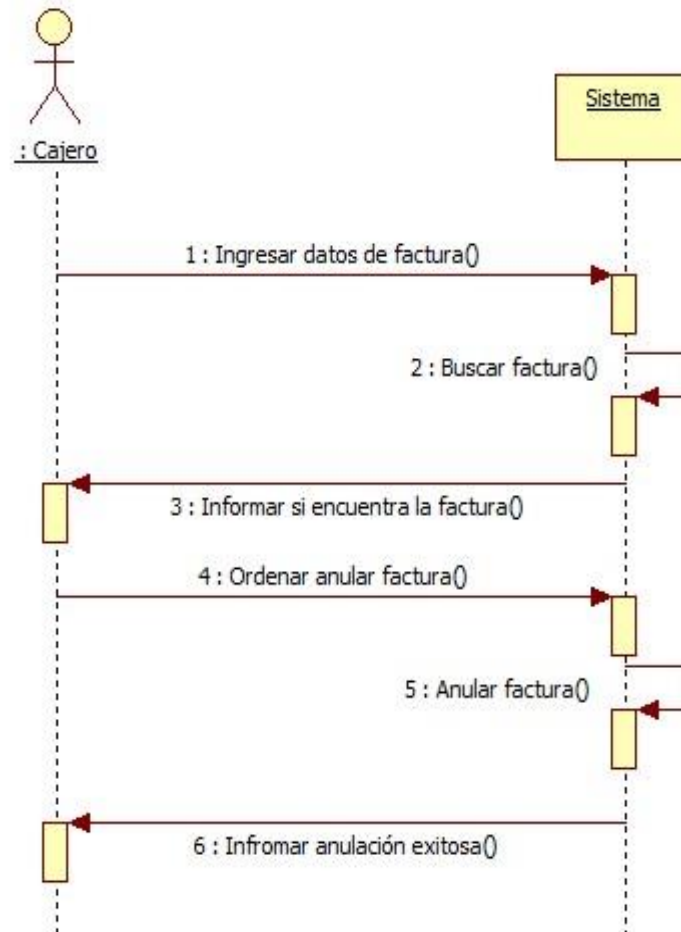 : Cajero
Sistema
1 : Ingresar datos de factura()
2 : Buscar factura()
3 : Informar si encuentra la factura()
4 : Ordenar anular factura()
5 : Anular factura()
6 : Infromar anulación exitosa()